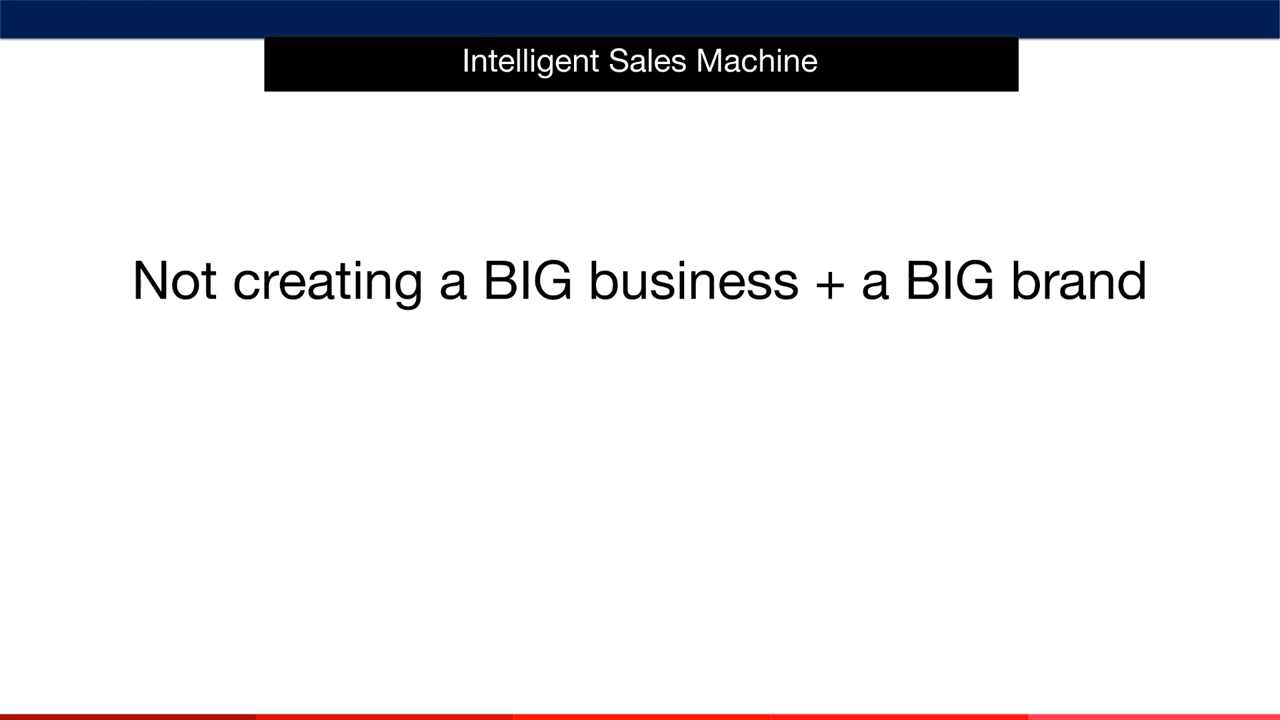 Intelligent Sales Machine
Not creating a BIG business + a BIG brand